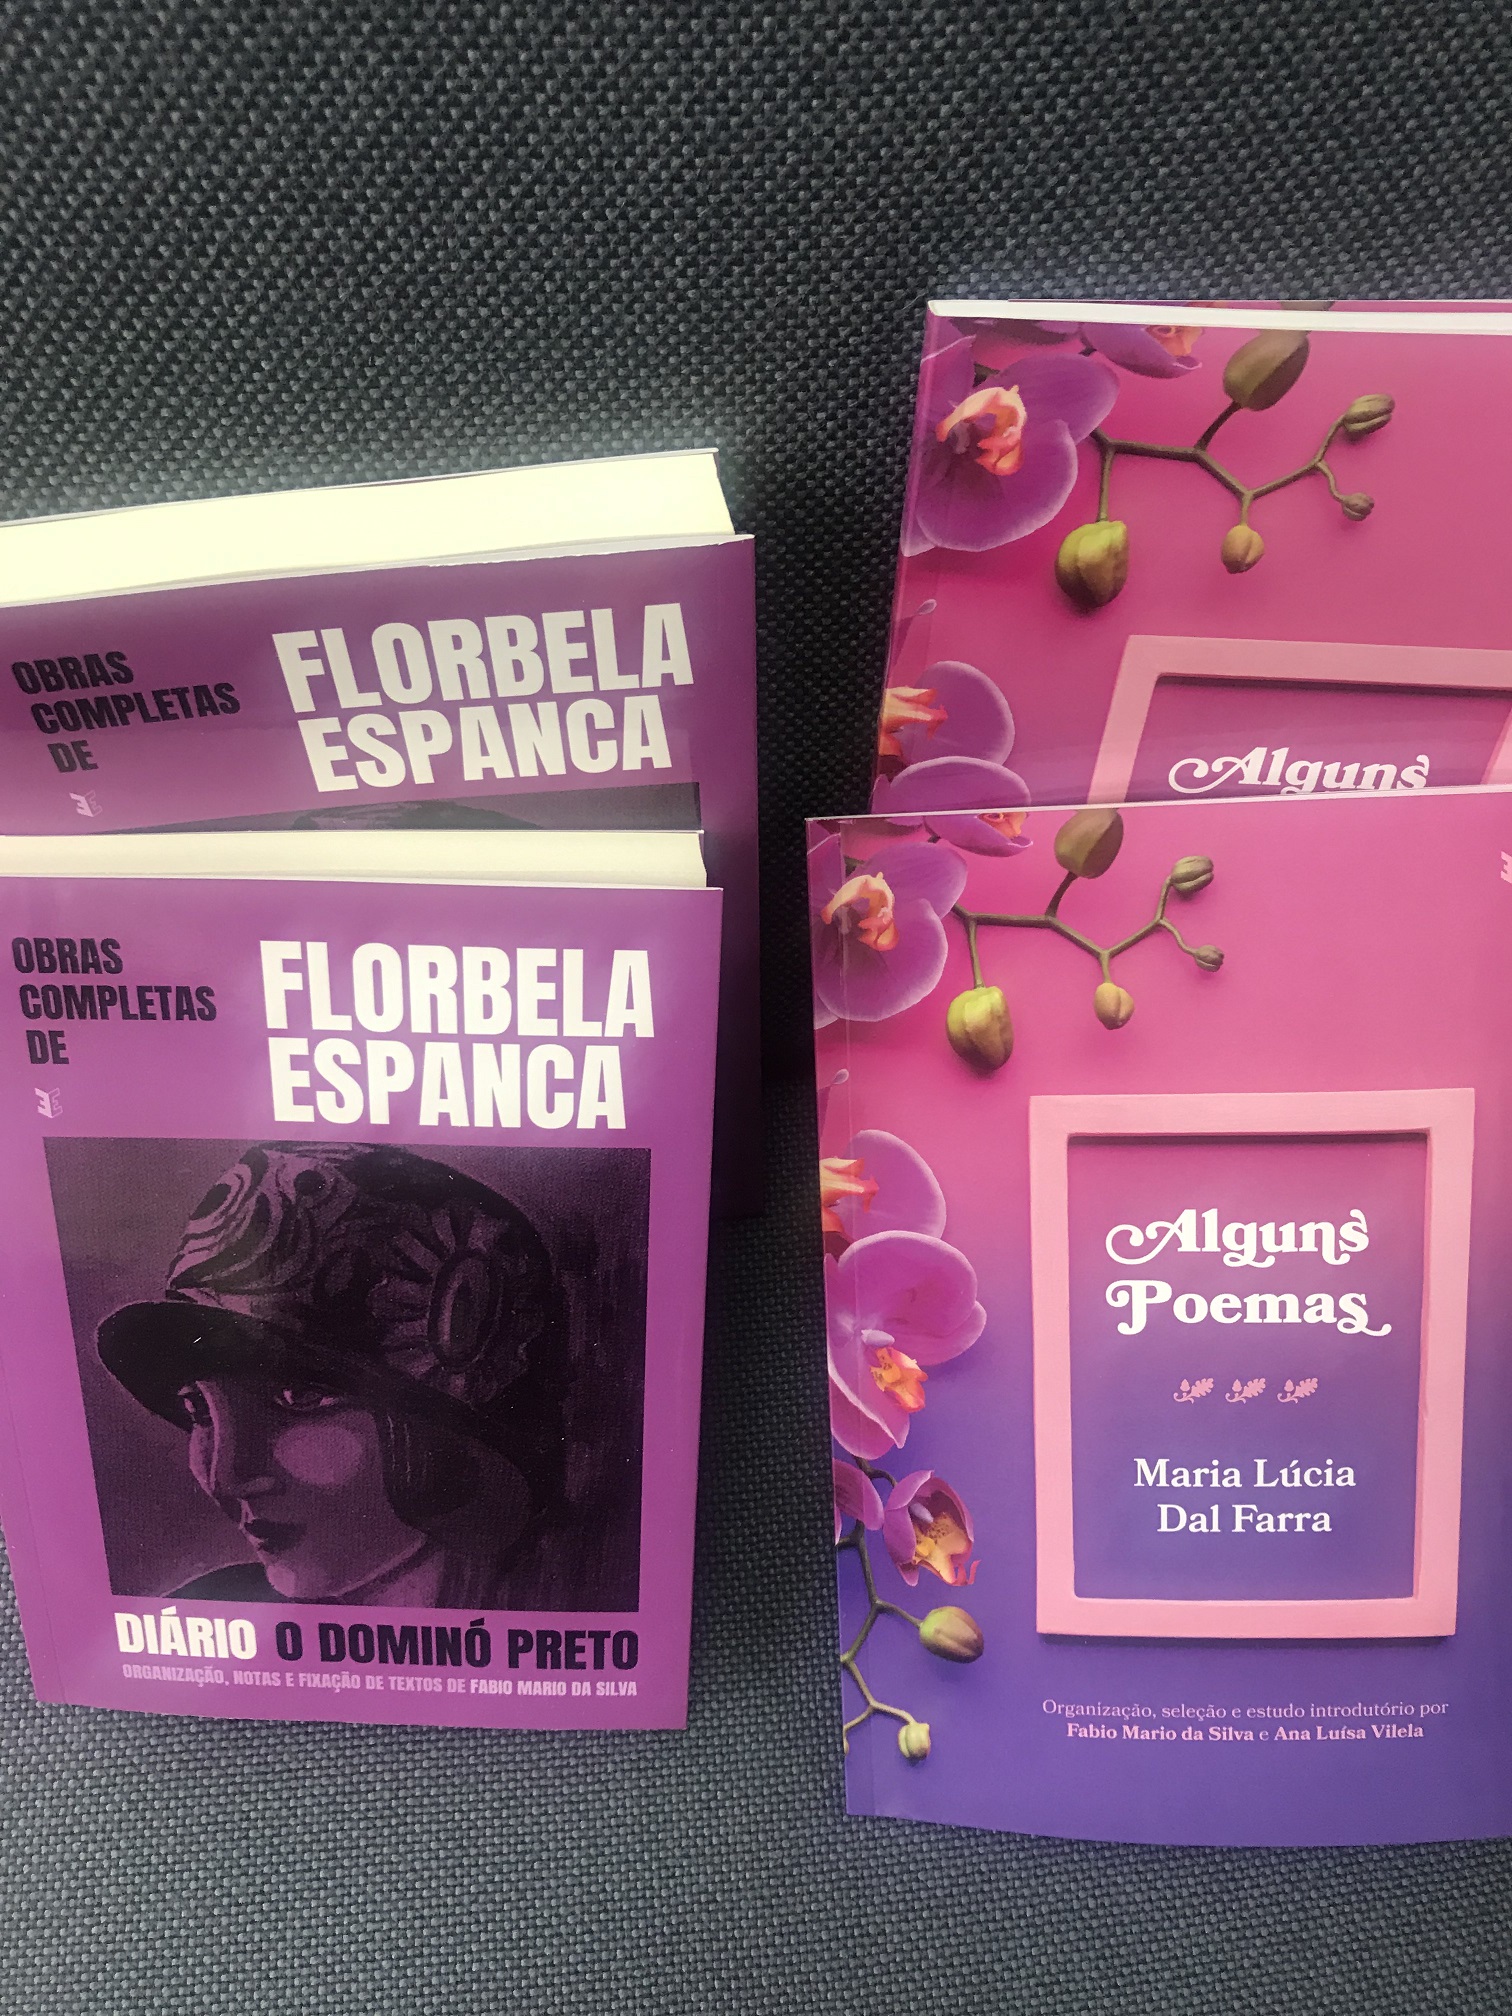 OBRAS
COMPLETAS
DE
FLORBELA
ESPANCA
OBRAS
COMPLETAS
DE
FLORBELA
ESPANCA
DIÁRIO O DOMINÓ PRETO
ORGANIZAÇÃO, NOTAS E FIXAÇÃO DE TEXTOS DE FABIO MARIO DA SILVA
Alguns
Alguns
Poemas
Maria Lúcia
Dal Farra
Organização, seleção e estudo introdutório por
Fabio Mario da Silva e Ana Luísa Vilela